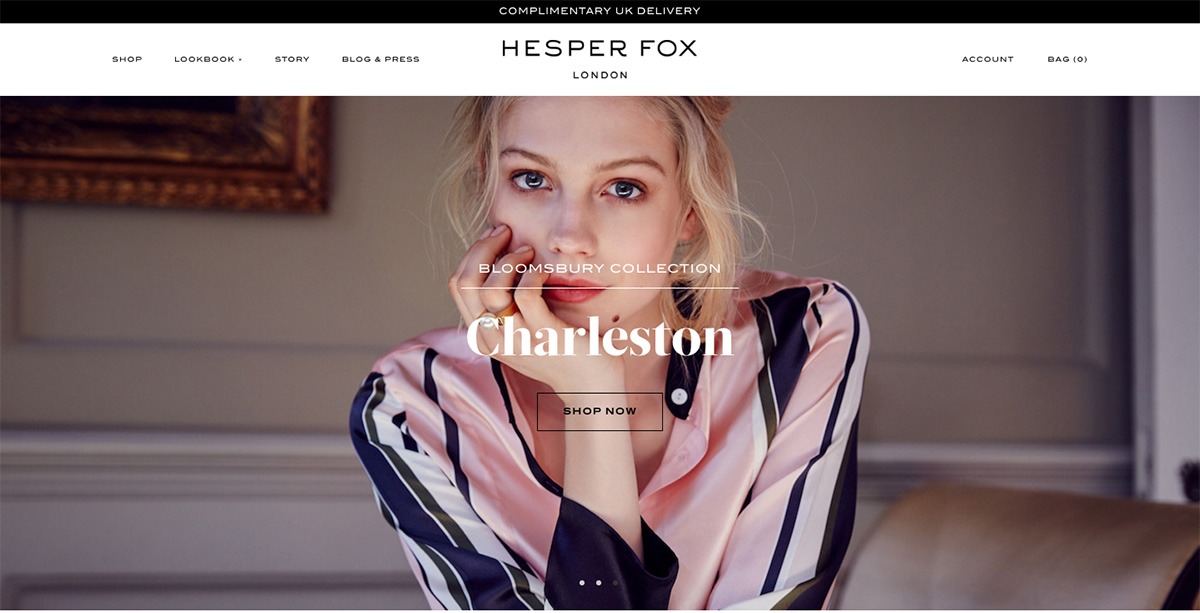 COMPLIMENTARY UK DELIVERY
SHOP LOOKBOOK STORY BLOG & PRESS
HESPER FOX
LONDON
ACCOUNT BAG (0)
BLOOMSBURY COLLECTION
Charleston
SHOP NOW